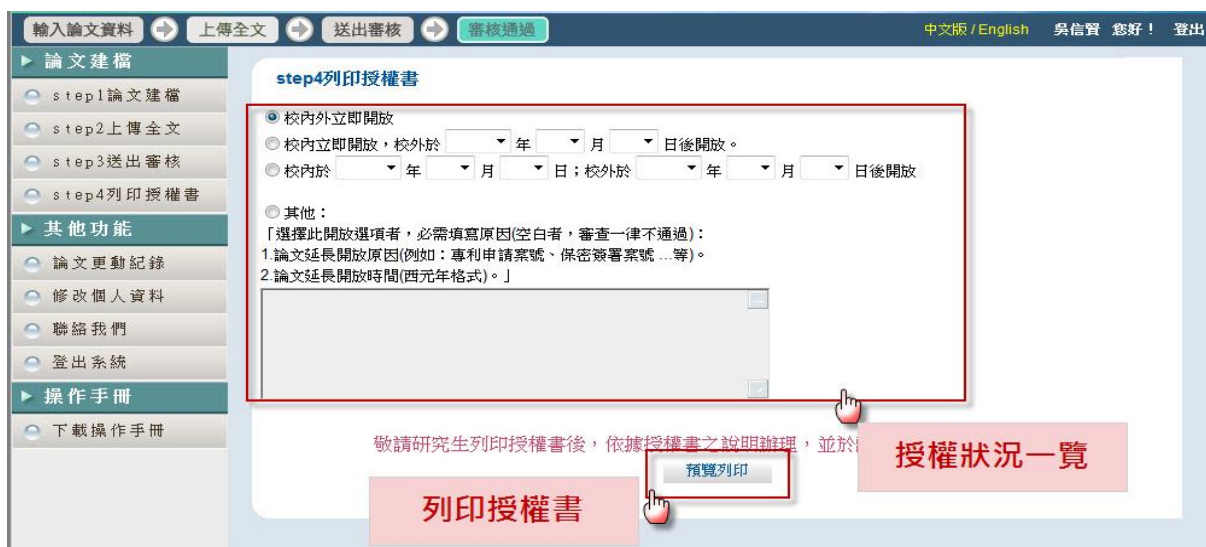 輸入論文資料 上傳全文 送出審核 審核通過 中文版 / English 吳信賢 您好！ 登出
論文建檔
step1論文建檔
step2上傳全文
step3送出審核
step4列印授權書
其他功能
論文更動紀錄
修改個人資料
聯絡我們
登出系統
操作手冊
下載操作手冊
step4列印授權書
校內外立即開放
校內立即開放，校外於 年 月 日後開放。
校內於 年 月 日；校外於 年 月 日後開放
其他：
「選擇此開放選項者，必需填寫原因(空白者，審查一律不通過)：
1.論文延長開放原因(例如：專利申請案號、保密簽署案號 ...等)。
2.論文延長開放時間(西元年格式)。」
敬請研究生列印授權書後，依據授權書之說明辦理，並於
預覽列印
授權狀況一覽
列印授權書